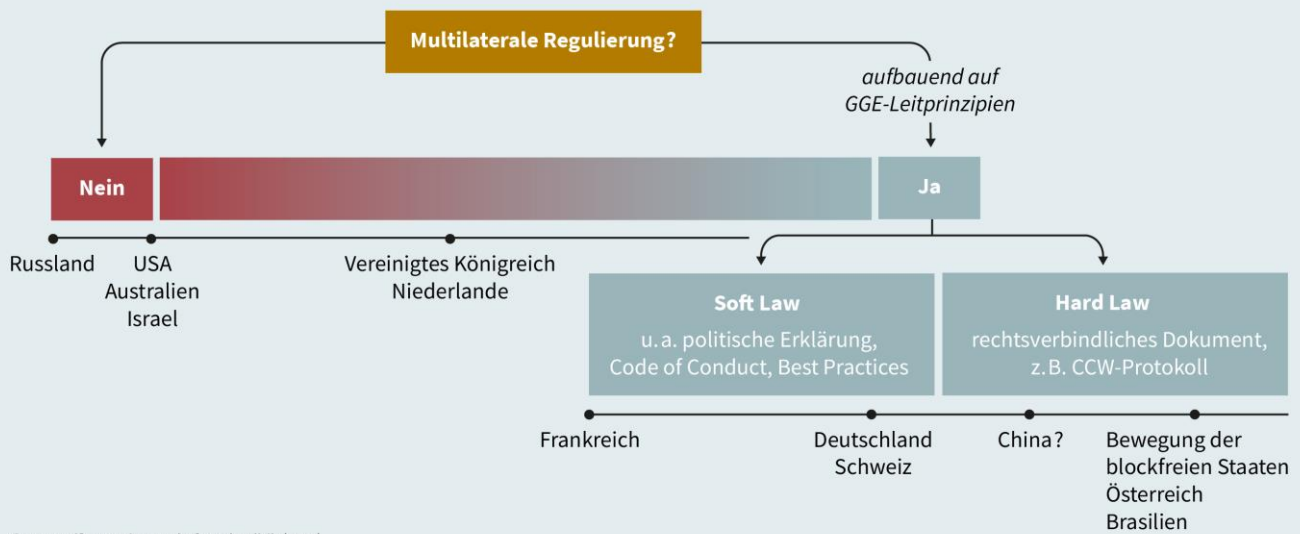 Multilaterale Regulierung?
aufbauend auf
GGE-Leitprinzipien
Nein
Ja
Russland
USA
Australien
Israel
Vereinigtes Königreich
Niederlande
Soft Law
u.a. politische Erklärung,
Code of Conduct, Best Practices
Hard Law
rechtsverbindliches Dokument,
z.B. CCW-Protokoll
Frankreich
Deutschland
Schweiz
China?
Bewegung der
blockfreien Staaten
Österreich
Brasilien